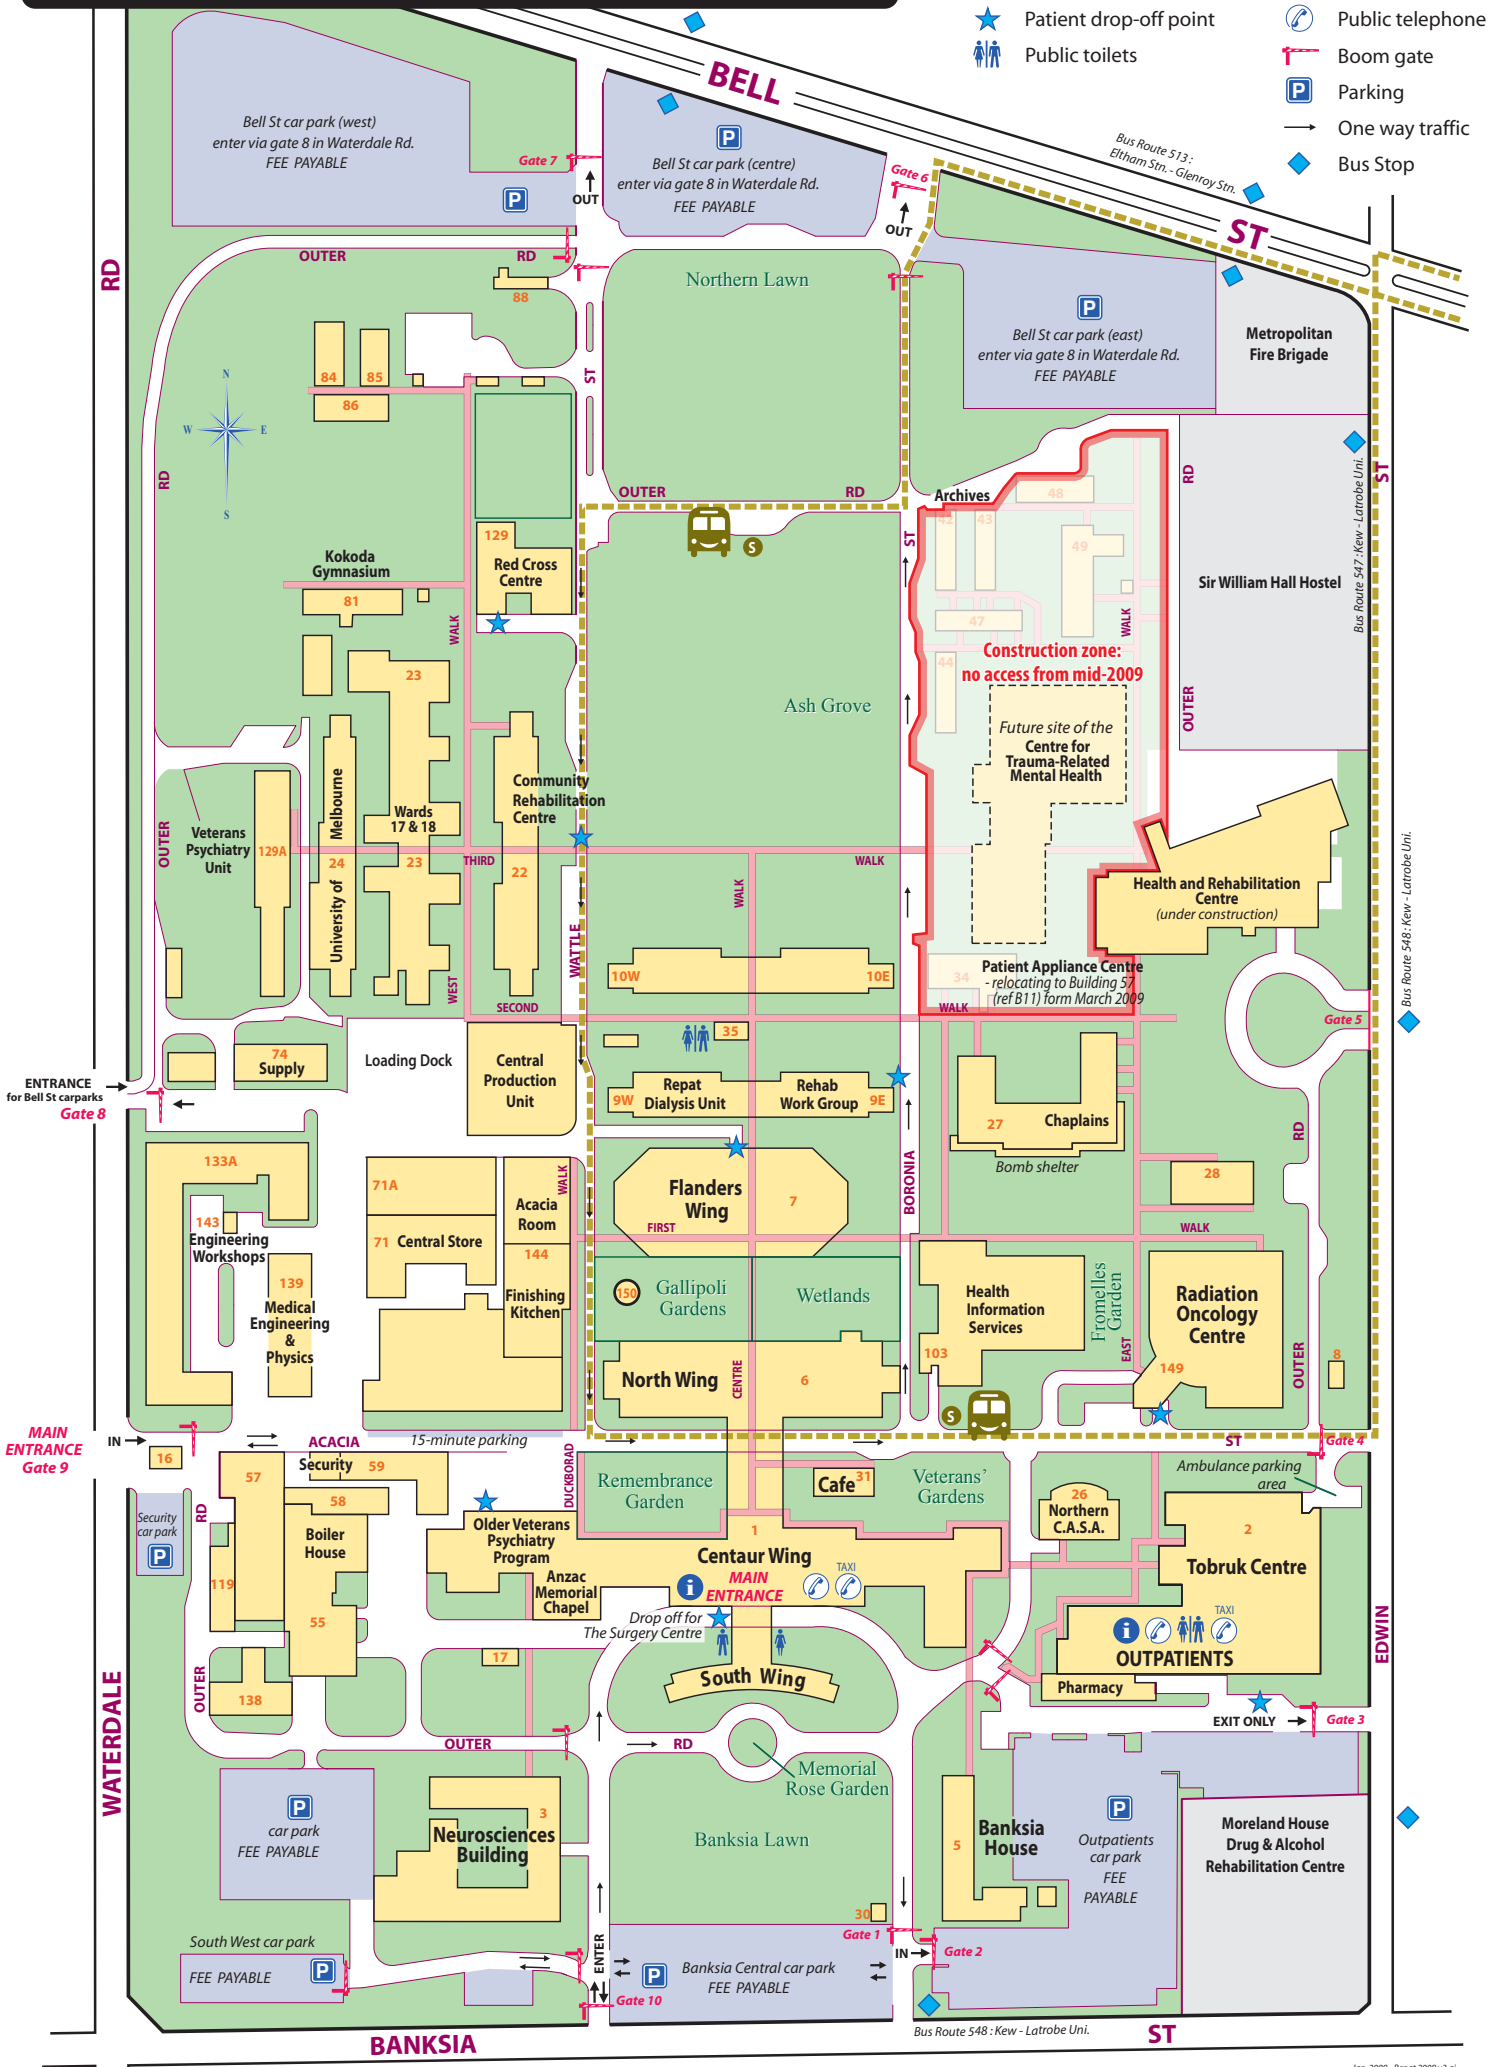 Patient drop-off point
Public toilets
Public telephone
Boom gate
Parking
One way traffic
Bus Stop
BELL
ST
Bus Route 513 :
Eltham Stn. - Glenroy Stn.
Bell St car park (west)
enter via gate 8 in Waterdale Rd.
FEE PAYABLE
P
Gate 7
OUT
P
Bell St car park (centre)
enter via gate 8 in Waterdale Rd.
FEE PAYABLE
Gate 6
OUT
RD
OUTER
RD
88
Northern Lawn
P
Bell St car park (east)
enter via gate 8 in Waterdale Rd.
FEE PAYABLE
Metropolitan
Fire Brigade
84
85
86
ST
N
W
E
S
RD
OUTER
RD
Archives
48
42
43
49
47
44
RD
ST
Bus Route 547 : Kew - Latrobe Uni.
Sir William Hall Hostel
129
Red Cross
Centre
S
ST
Kokoda
Gymnasium
81
WALK
WALK
Construction zone:
no access from mid-2009
23
Ash Grove
OUTER
Future site of the
Centre for
Trauma-Related
Mental Health
Community
Rehabilitation
Centre
Veterans
Psychiatry
Unit
129A
OUTER
University of
Melbourne
24
Wards
17 & 18
23
22
THIRD
WALK
WALK
Health and Rehabilitation
Centre
(under construction)
Bus Route 548 : Kew - Latrobe Uni.
WATTLE
WEST
SECOND
10W
10E
34
Patient Appliance Centre
- relocating to Building 57
(ref B11) form March 2009
WALK
Gate 5
35
74
Supply
Loading Dock
Central
Production
Unit
ENTRANCE
for Bell St carparks
Gate 8
9W
Repat
Dialysis Unit
Rehab
Work Group
9E
27
Chaplains
Bomb shelter
RD
BORONIA
28
133A
143
Engineering
Workshops
71A
71
Central Store
Acacia
Room
144
Finishing
Kitchen
WALK
Flanders
Wing
7
FIRST
WALK
139
Medical
Engineering
&
Physics
150
Gallipoli
Gardens
Wetlands
Health
Information
Services
103
Fromelles
Garden
EAST
Radiation
Oncology
Centre
149
OUTER
8
North Wing
CENTRE
6
S
MAIN
ENTRANCE
Gate 9
IN
16
ACACIA
15-minute parking
ST
Gate 4
57
Security
59
58
Boiler
House
RD
Security
car park
P
119
55
DUCKBORAD
Remembrance
Garden
Cafe
31
Veterans'
Gardens
26
Northern
C.A.S.A.
Ambulance parking
area
2
Tobruk Centre
Older Veterans
Psychiatry
Program
Anzac
Memorial
Chapel
1
Centaur Wing
i
MAIN
ENTRANCE
TAXI
Drop off for
The Surgery Centre
i
TAXI
OUTPATIENTS
Pharmacy
17
South Wing
138
OUTER
EXIT ONLY
Gate 3
EDWIN
WATERDALE
OUTER
RD
Memorial
Rose Garden
P
car park
FEE PAYABLE
3
Neurosciences
Building
Banksia Lawn
5
Banksia
House
P
Outpatients
car park
FEE
PAYABLE
Moreland House
Drug & Alcohol
Rehabilitation Centre
30
Gate 1
IN
Gate 2
South West car park
FEE PAYABLE
P
ENTER
P
Banksia Central car park
FEE PAYABLE
Gate 10
Bus Route 548 : Kew - Latrobe Uni.
BANKSIA
ST